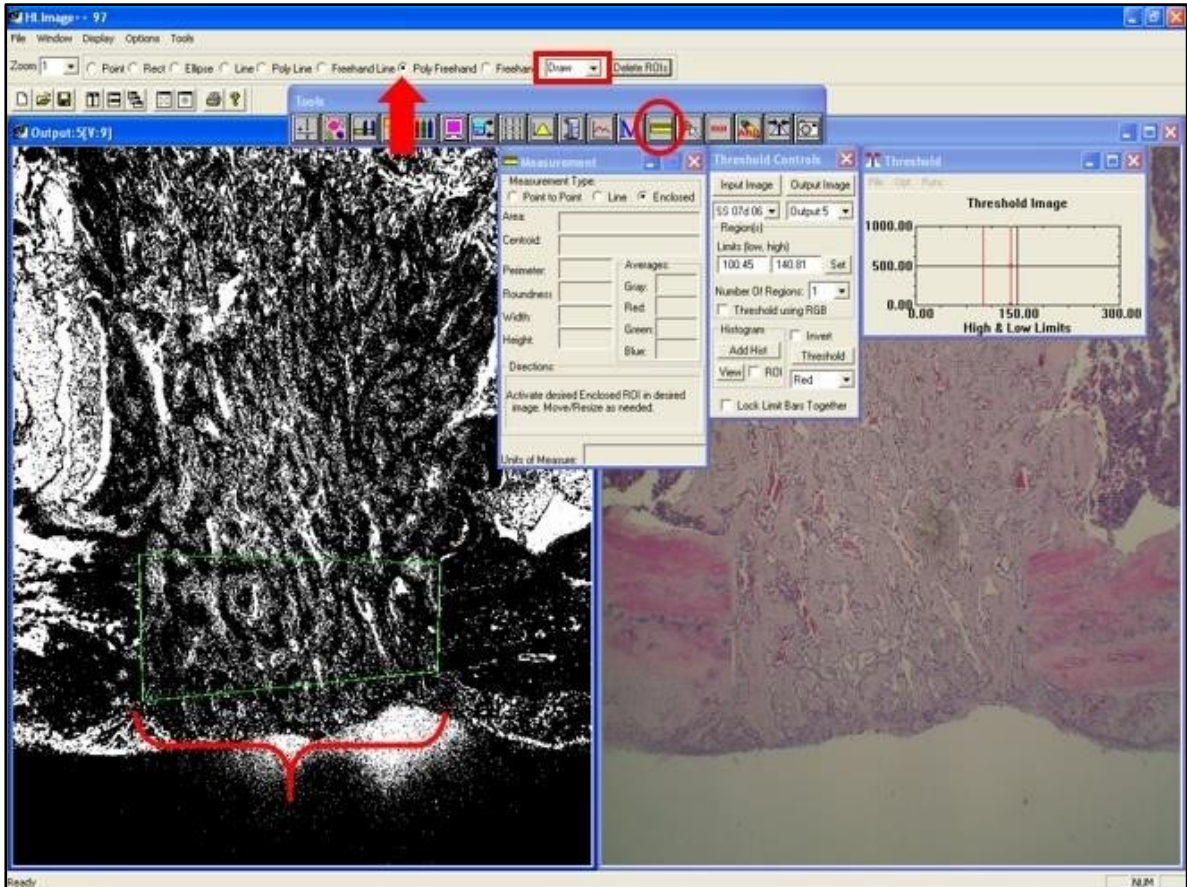 HLImage++ 97
File Window Display Options Tools
Zoom 1 Point Rect Ellipse Line Poly Line Freehand Line Poly Freehand Freehand Draw Delete ROIs
Tools
Output:5[V:9]
Measurement
Measurement Type:
Point to Point Line Enclosed
Area:
Centroid:
Perimeter:
Roundness:
Width:
Height:
Averages:
Gray:
Red:
Green:
Blue:
Directions:
Activate desired Enclosed ROI in desired
image. Move/Resize as needed.
Units of Measure:
Threshold Controls
Input Image Output Image
SS 07d 06 Output:5
Region(s)
Limits (low, high)
100.45 140.81 Set
Number Of Regions: 1
Threshold using RGB
Histogram
Invert
Add Hist Threshold
View ROI Red
Lock Limit Bars Together
Threshold
File Opt Func
Threshold Image
1000.00
500.00
0.00
0.00 150.00 300.00
High & Low Limits
Ready
NUM